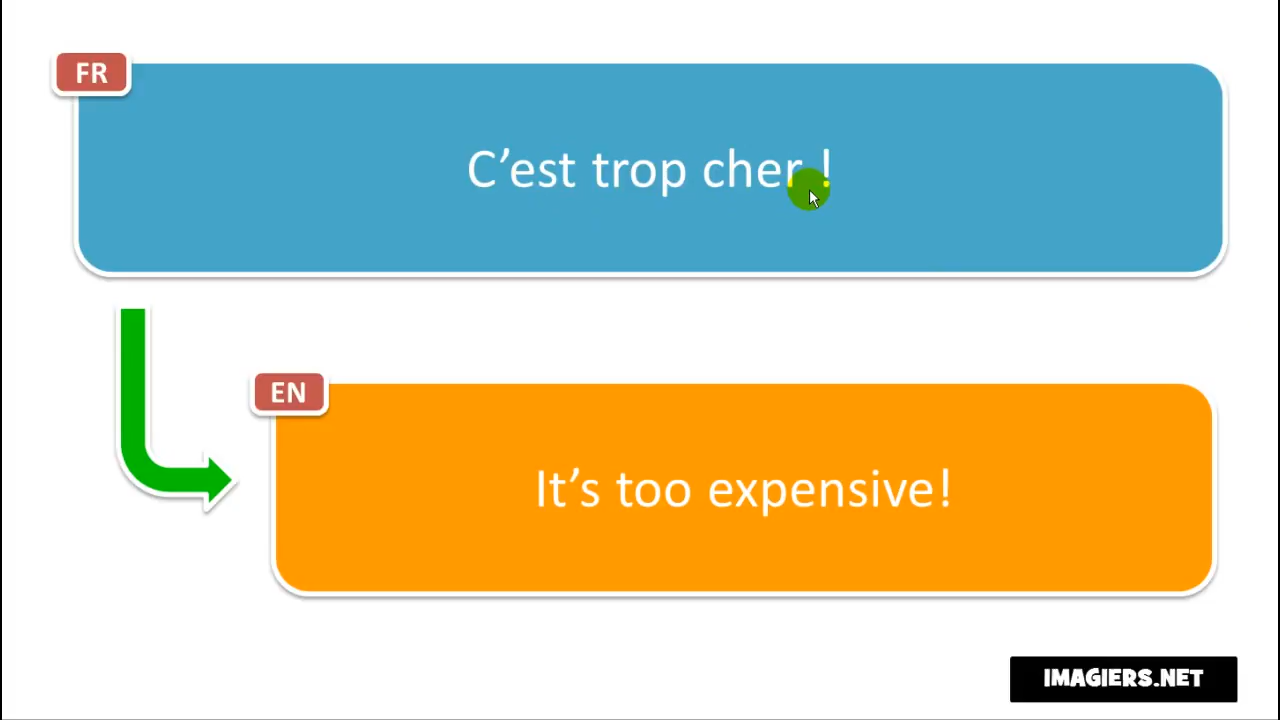 FR
C’est trop cher !
EN
It’s too expensive!
IMAGIERS.NET